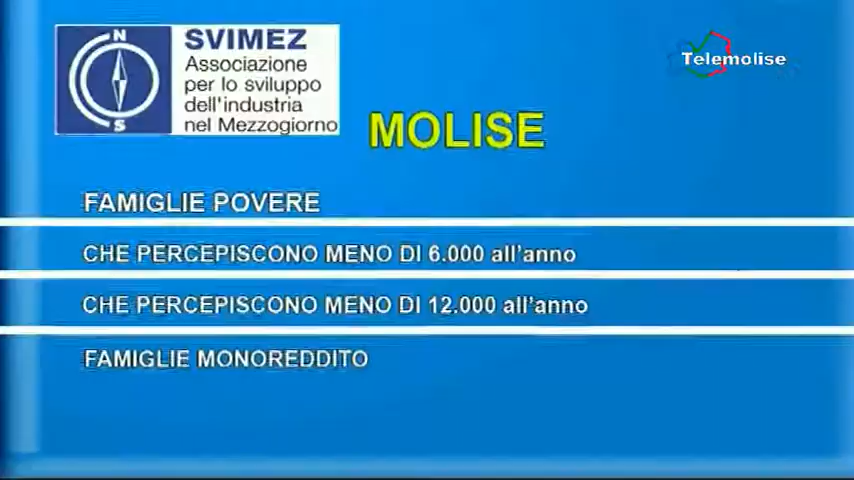 N
S
SVIMEZ
Associazione
per lo sviluppo
dell'industria
nel Mezzogiorno
Telemolise
MOLISE
FAMIGLIE POVERE
CHE PERCEPISCONO MENO DI 6.000 all'anno
CHE PERCEPISCONO MENO DI 12.000 all'anno
FAMIGLIE MONOREDDITO